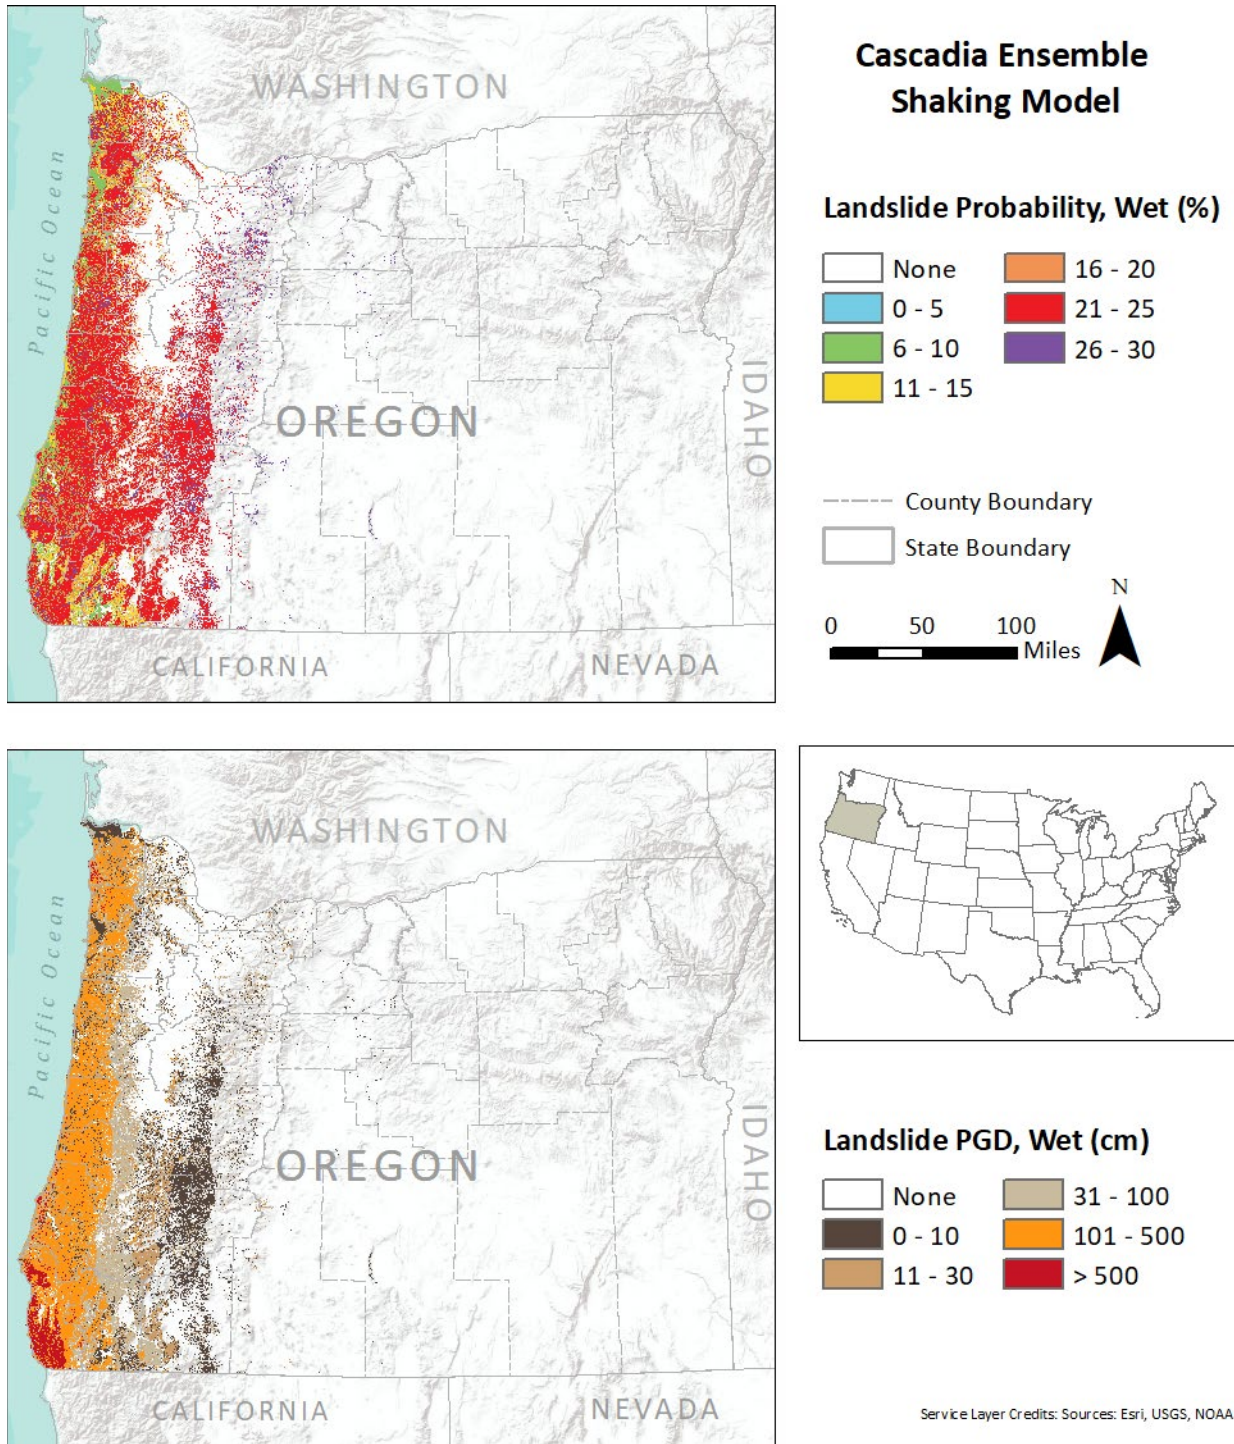 Cascadia Ensemble
Shaking Model
WASHINGTON
Pacific Ocean
OREGON
IDAHO
CALIFORNIA
NEVADA
Landslide Probability, Wet (%)
None
0 - 5
6 - 10
11 - 15
16 - 20
21 - 25
26 - 30
County Boundary
State Boundary
N
0 50 100
Miles
WASHINGTON
Pacific Ocean
OREGON
IDAHO
CALIFORNIA
NEVADA
Landslide PGD, Wet (cm)
None
0 - 10
11 - 30
31 - 100
101 - 500
> 500
Service Layer Credits: Sources: Esri, USGS, NOAA